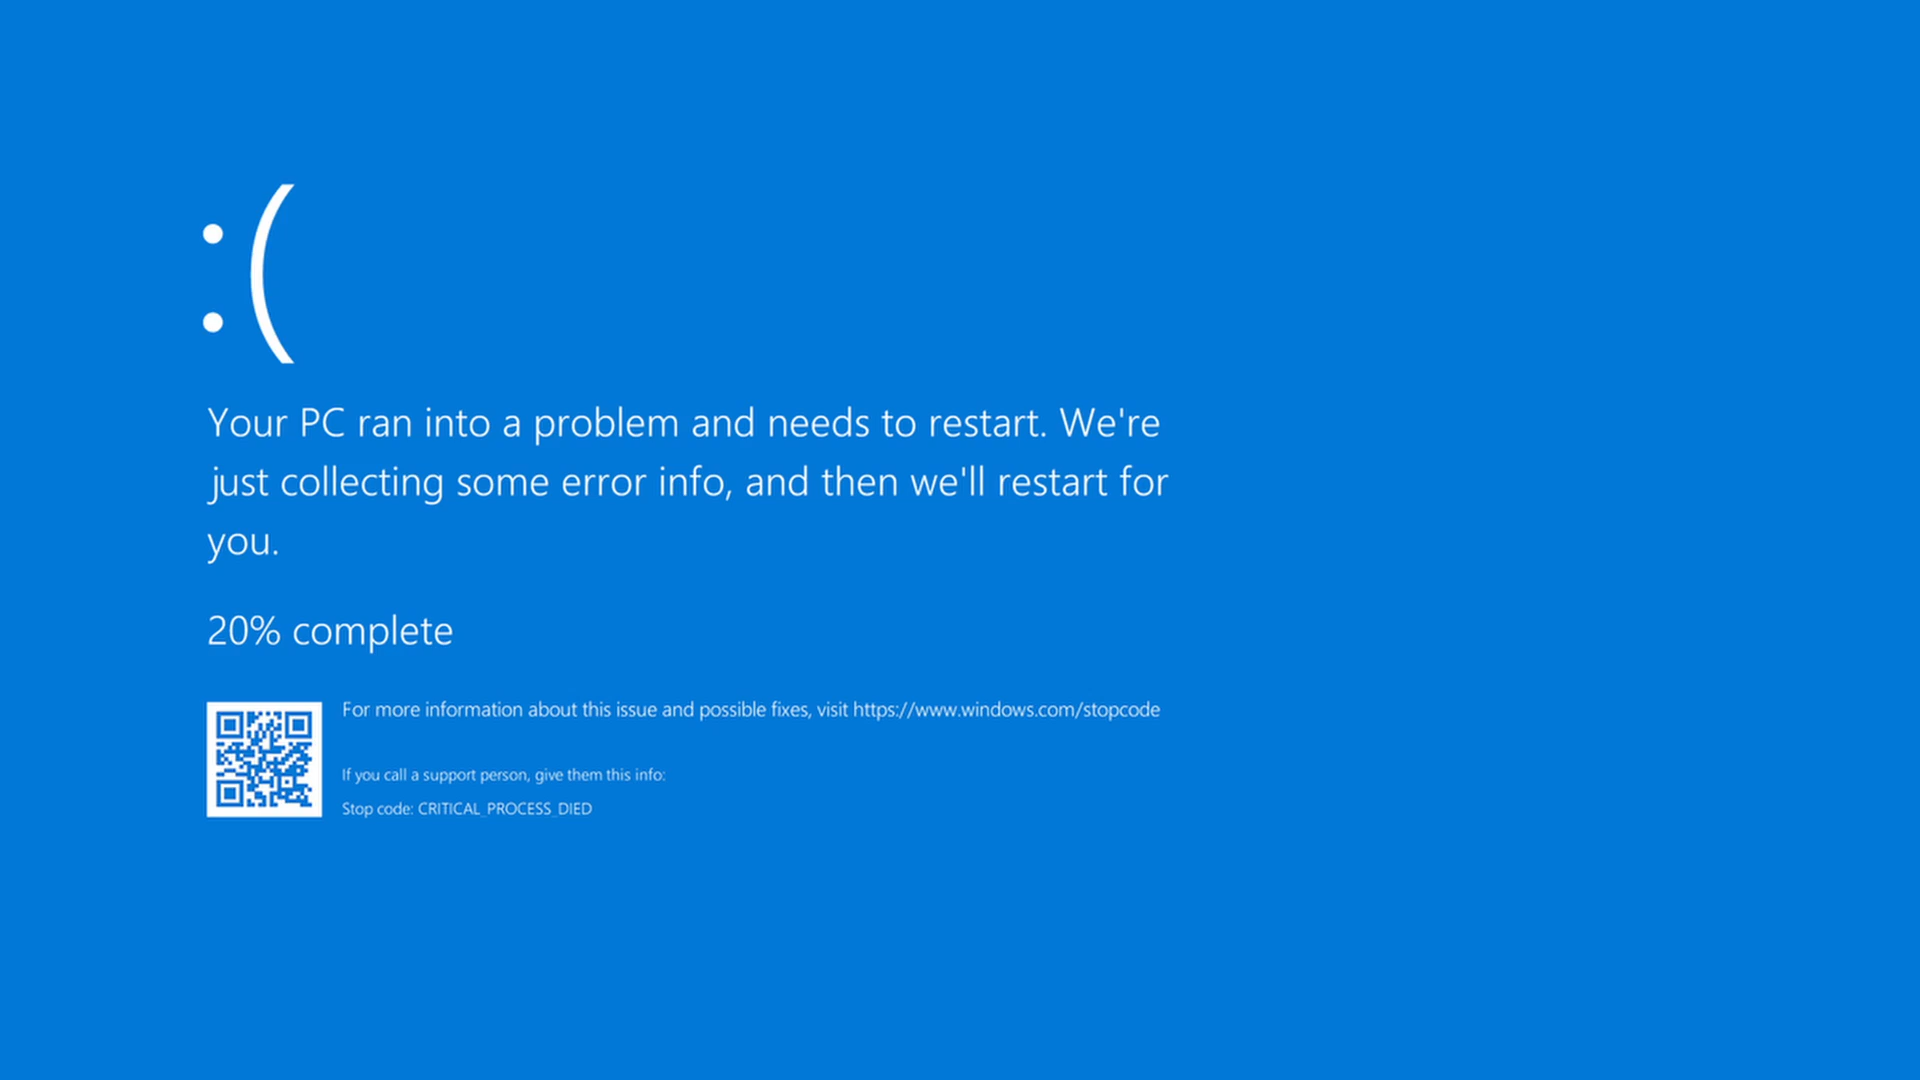 :(
Your PC ran into a problem and needs to restart. We're
just collecting some error info, and then we'll restart for
you.
20% complete
For more information about this issue and possible fixes, visit https://www.windows.com/stopcode
If you call a support person, give them this info:
Stop code: CRITICAL_PROCESS_DIED